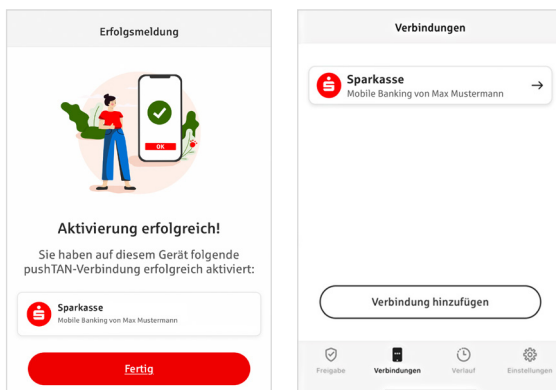 Erfolgsmeldung
OK
Aktivierung erfolgreich!
Sie haben auf diesem Gerät folgende
pushTAN-Verbindung erfolgreich aktiviert:
Sparkasse
Mobile Banking von Max Mustermann
Fertig
Verbindungen
Sparkasse
Mobile Banking von Max Mustermann
Verbindung hinzufügen
Freigabe Verbindungen Verlauf Einstellungen